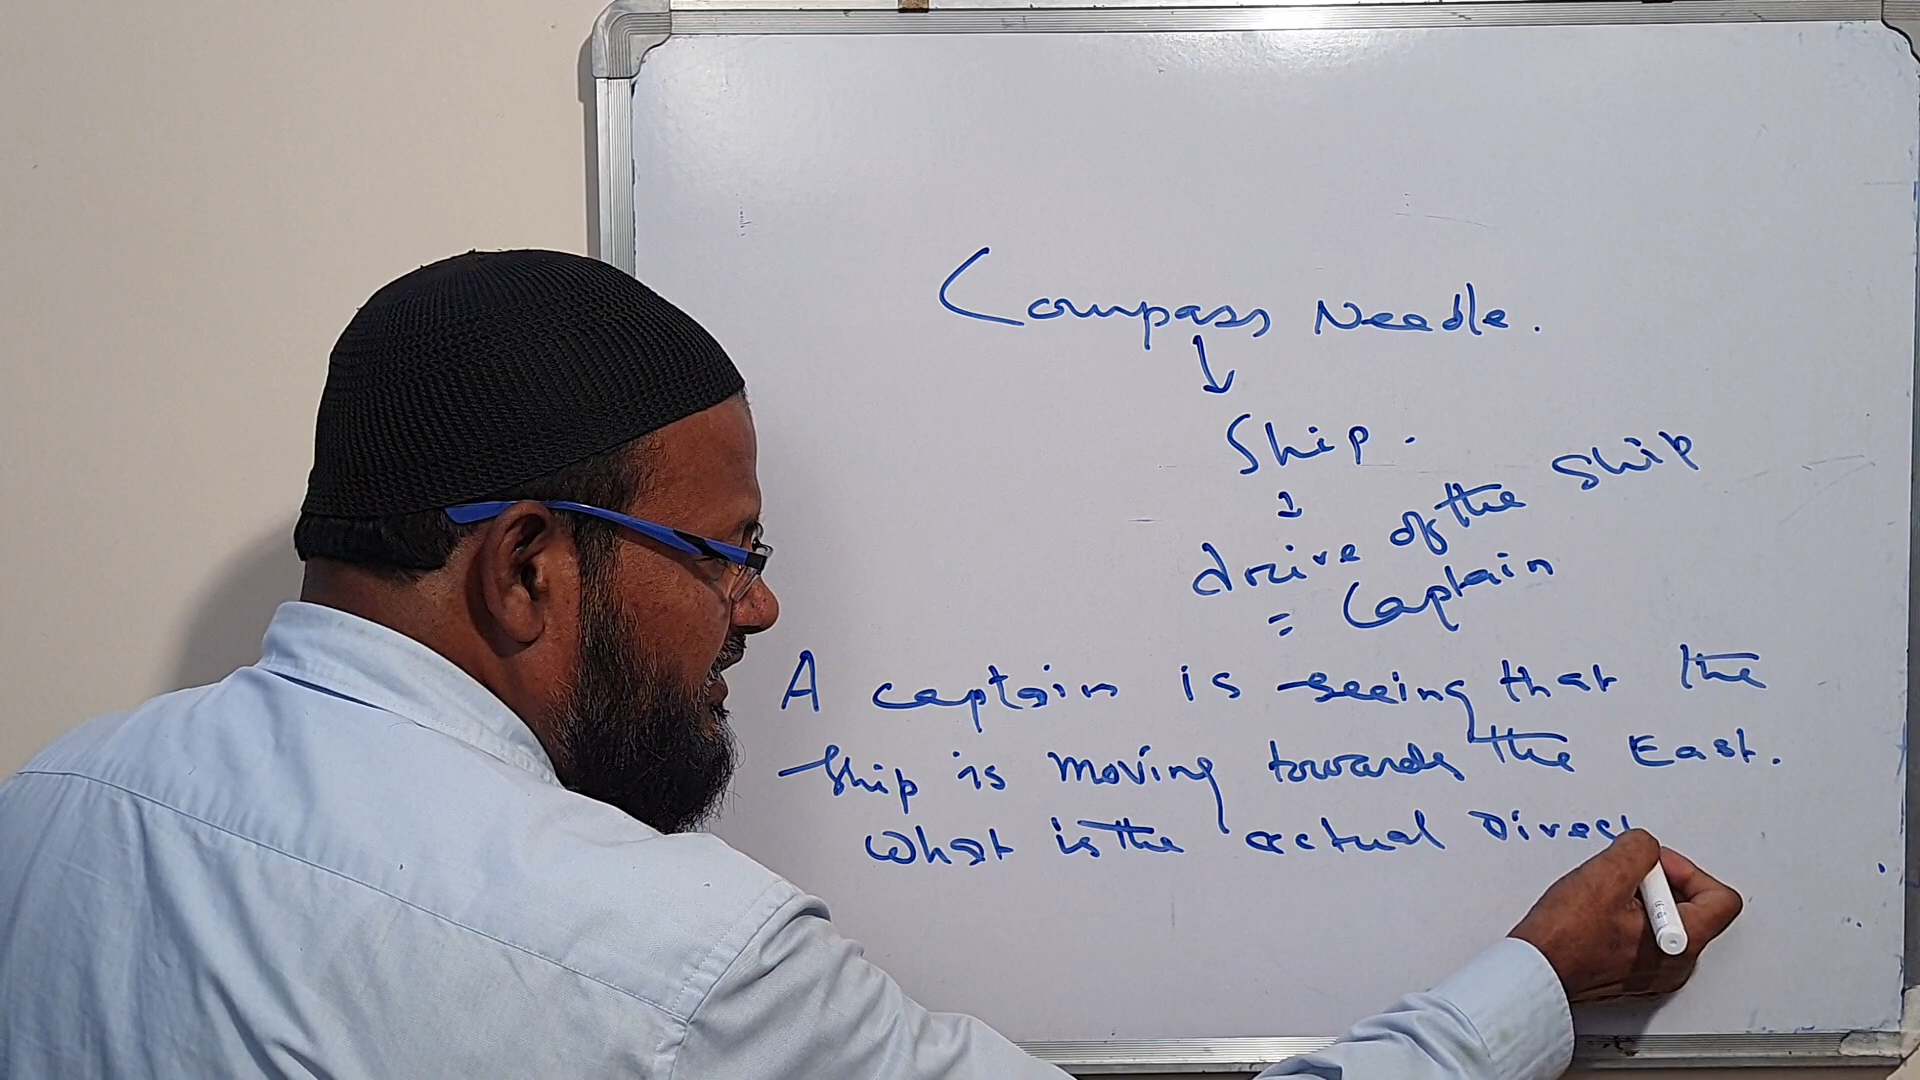 Compass Needle.
Ship.
drive of the ship
= Captain
A captain is seeing that the
ship is moving towards the East.
What is the actual Direct